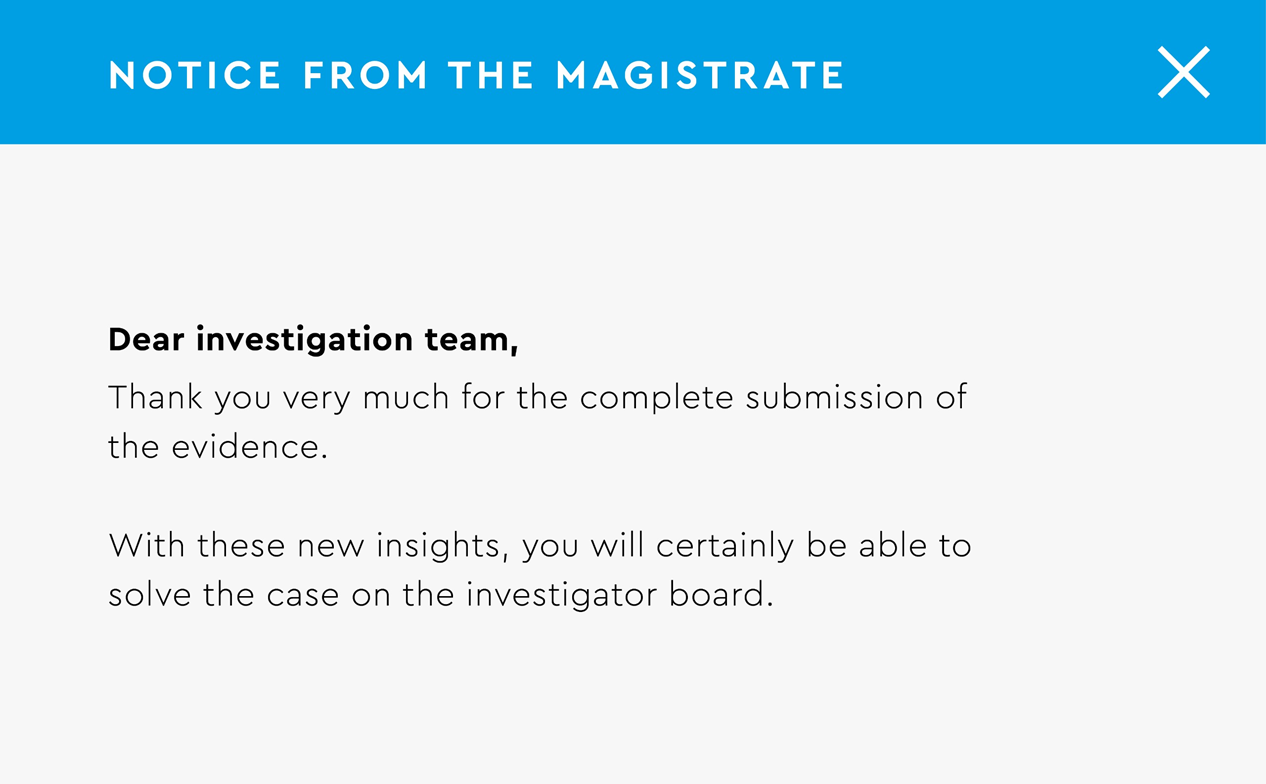 NOTICE FROM THE MAGISTRATE
Dear investigation team,
Thank you very much for the complete submission of
the evidence.
With these new insights, you will certainly be able to
solve the case on the investigator board.